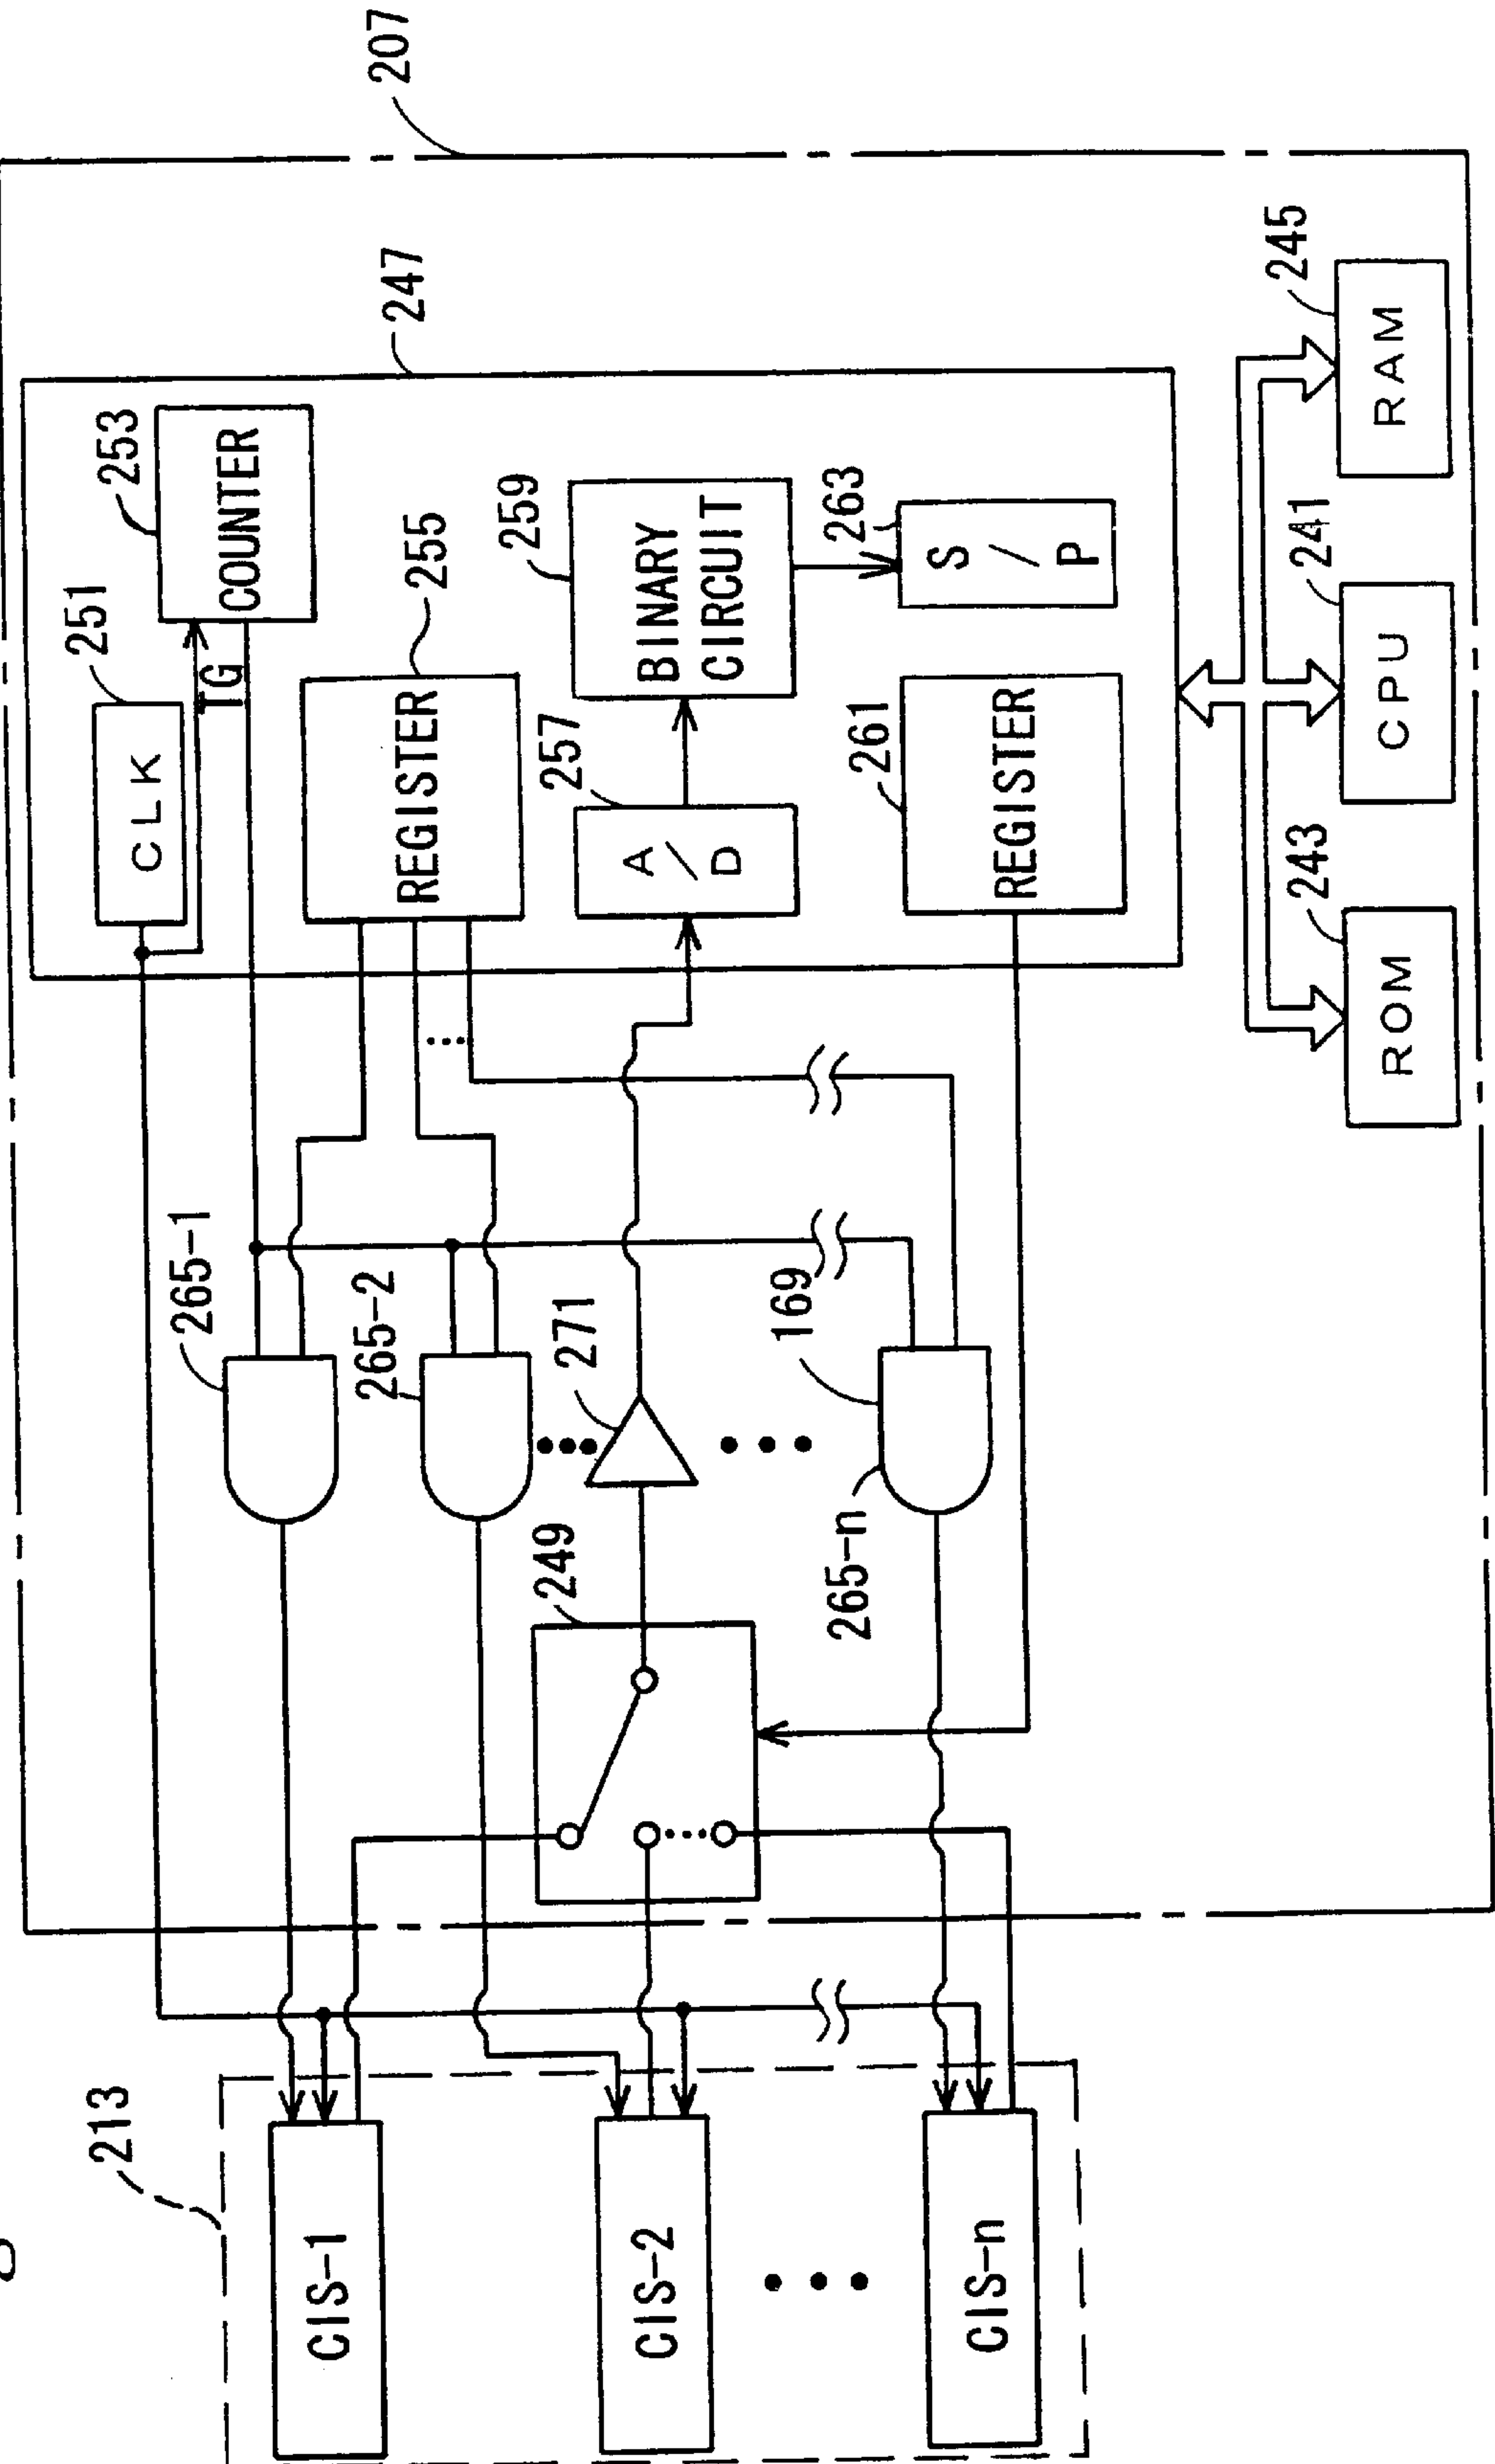 207
247
253
COUNTER
251
CLK
TG
255
REGISTER
259
BINARY
CIRCUIT
257
A/D
263
S/P
261
REGISTER
245
RAM
241
CPU
243
ROM
265-1
265-2
271
169
265-n
249
213
CIS-1
CIS-2
CIS-n